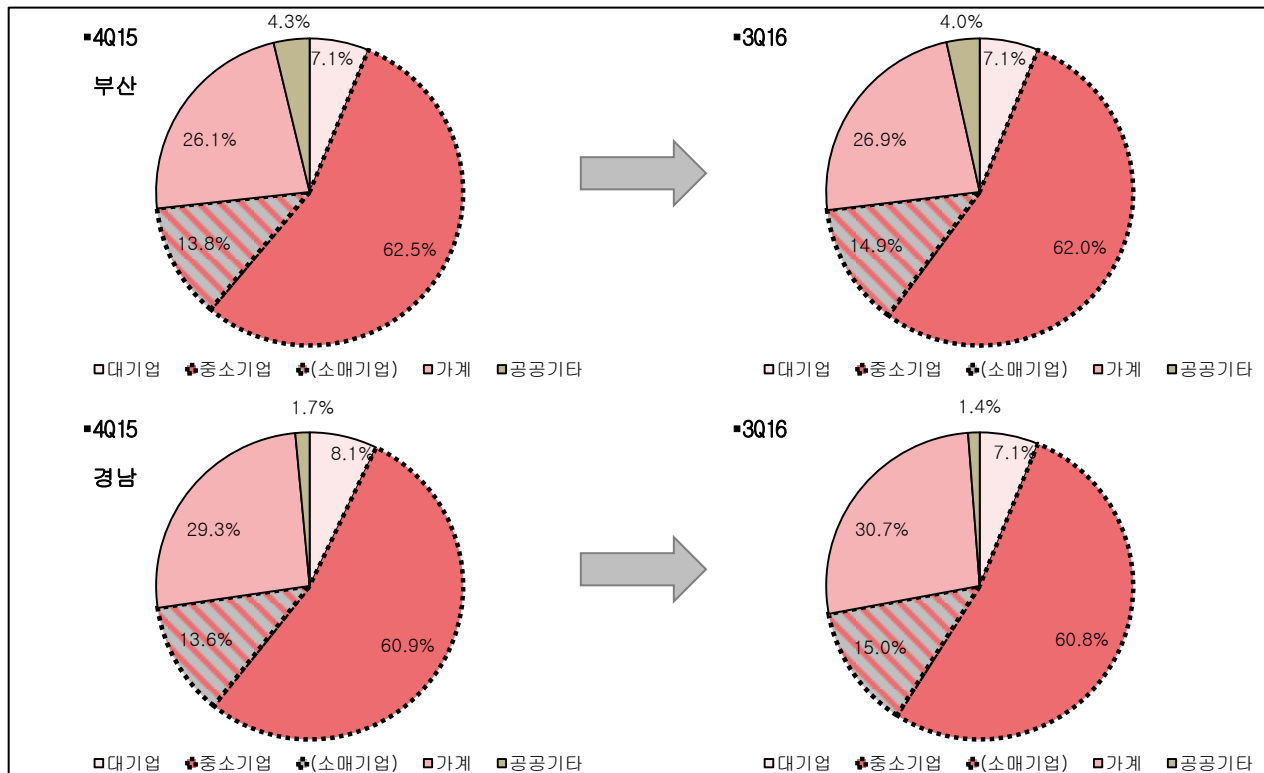 ▪4Q15
부산
4.3%
7.1%
26.1%
13.8%
62.5%
대기업 중소기업 (소매기업) 가계 공공기타
▪3Q16
4.0%
7.1%
26.9%
14.9%
62.0%
대기업 중소기업 (소매기업) 가계 공공기타
▪4Q15
경남
1.7%
8.1%
29.3%
13.6%
60.9%
대기업 중소기업 (소매기업) 가계 공공기타
▪3Q16
1.4%
7.1%
30.7%
15.0%
60.8%
대기업 중소기업 (소매기업) 가계 공공기타